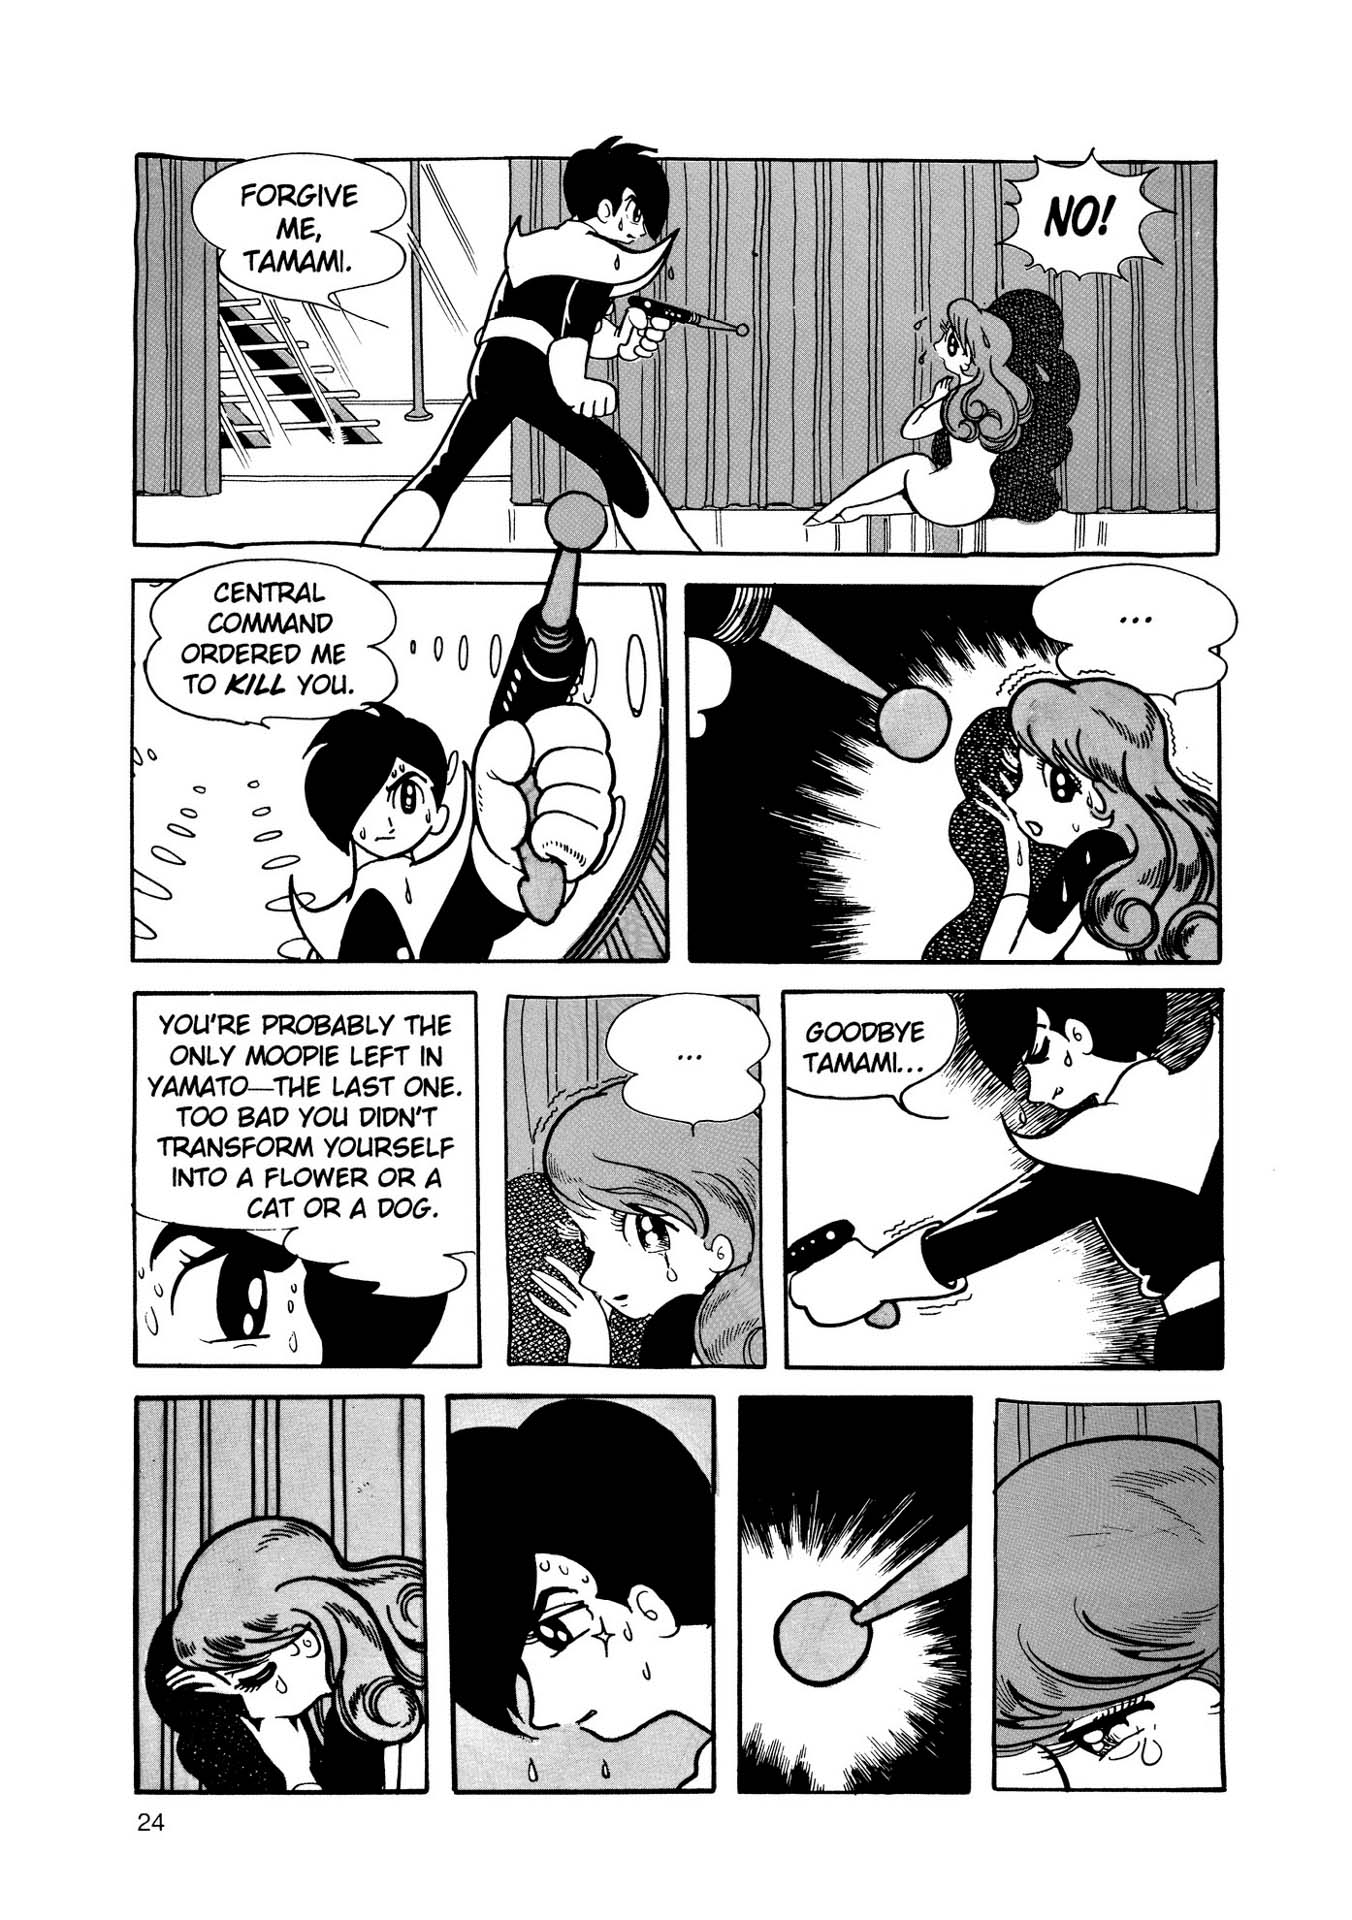 FORGIVE
ME,
TAMAMI.
NO!
CENTRAL
COMMAND
ORDERED ME
TO KILL YOU.
...
YOU'RE PROBABLY THE
ONLY MOOPIE LEFT IN
YAMATO—THE LAST ONE.
TOO BAD YOU DIDN'T
TRANSFORM YOURSELF
INTO A FLOWER OR A
CAT OR A DOG.
...
GOODBYE
TAMAMI...
24